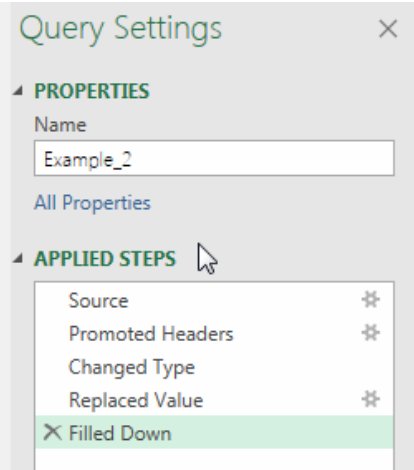 Query Settings
PROPERTIES
Name
Example_2
All Properties
APPLIED STEPS
Source
Promoted Headers
Changed Type
Replaced Value
Filled Down